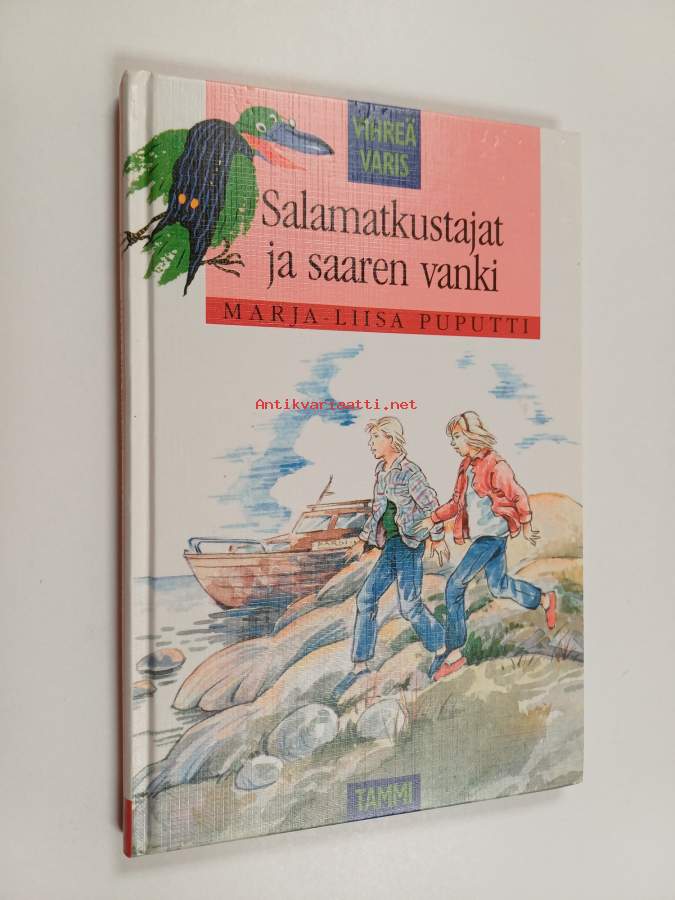 VIHREÄ
VARIS
Salamatkustajat
ja saaren vanki
MARJA-LIISA PUPUTTI
Antikvariaatti.net
TAMMI